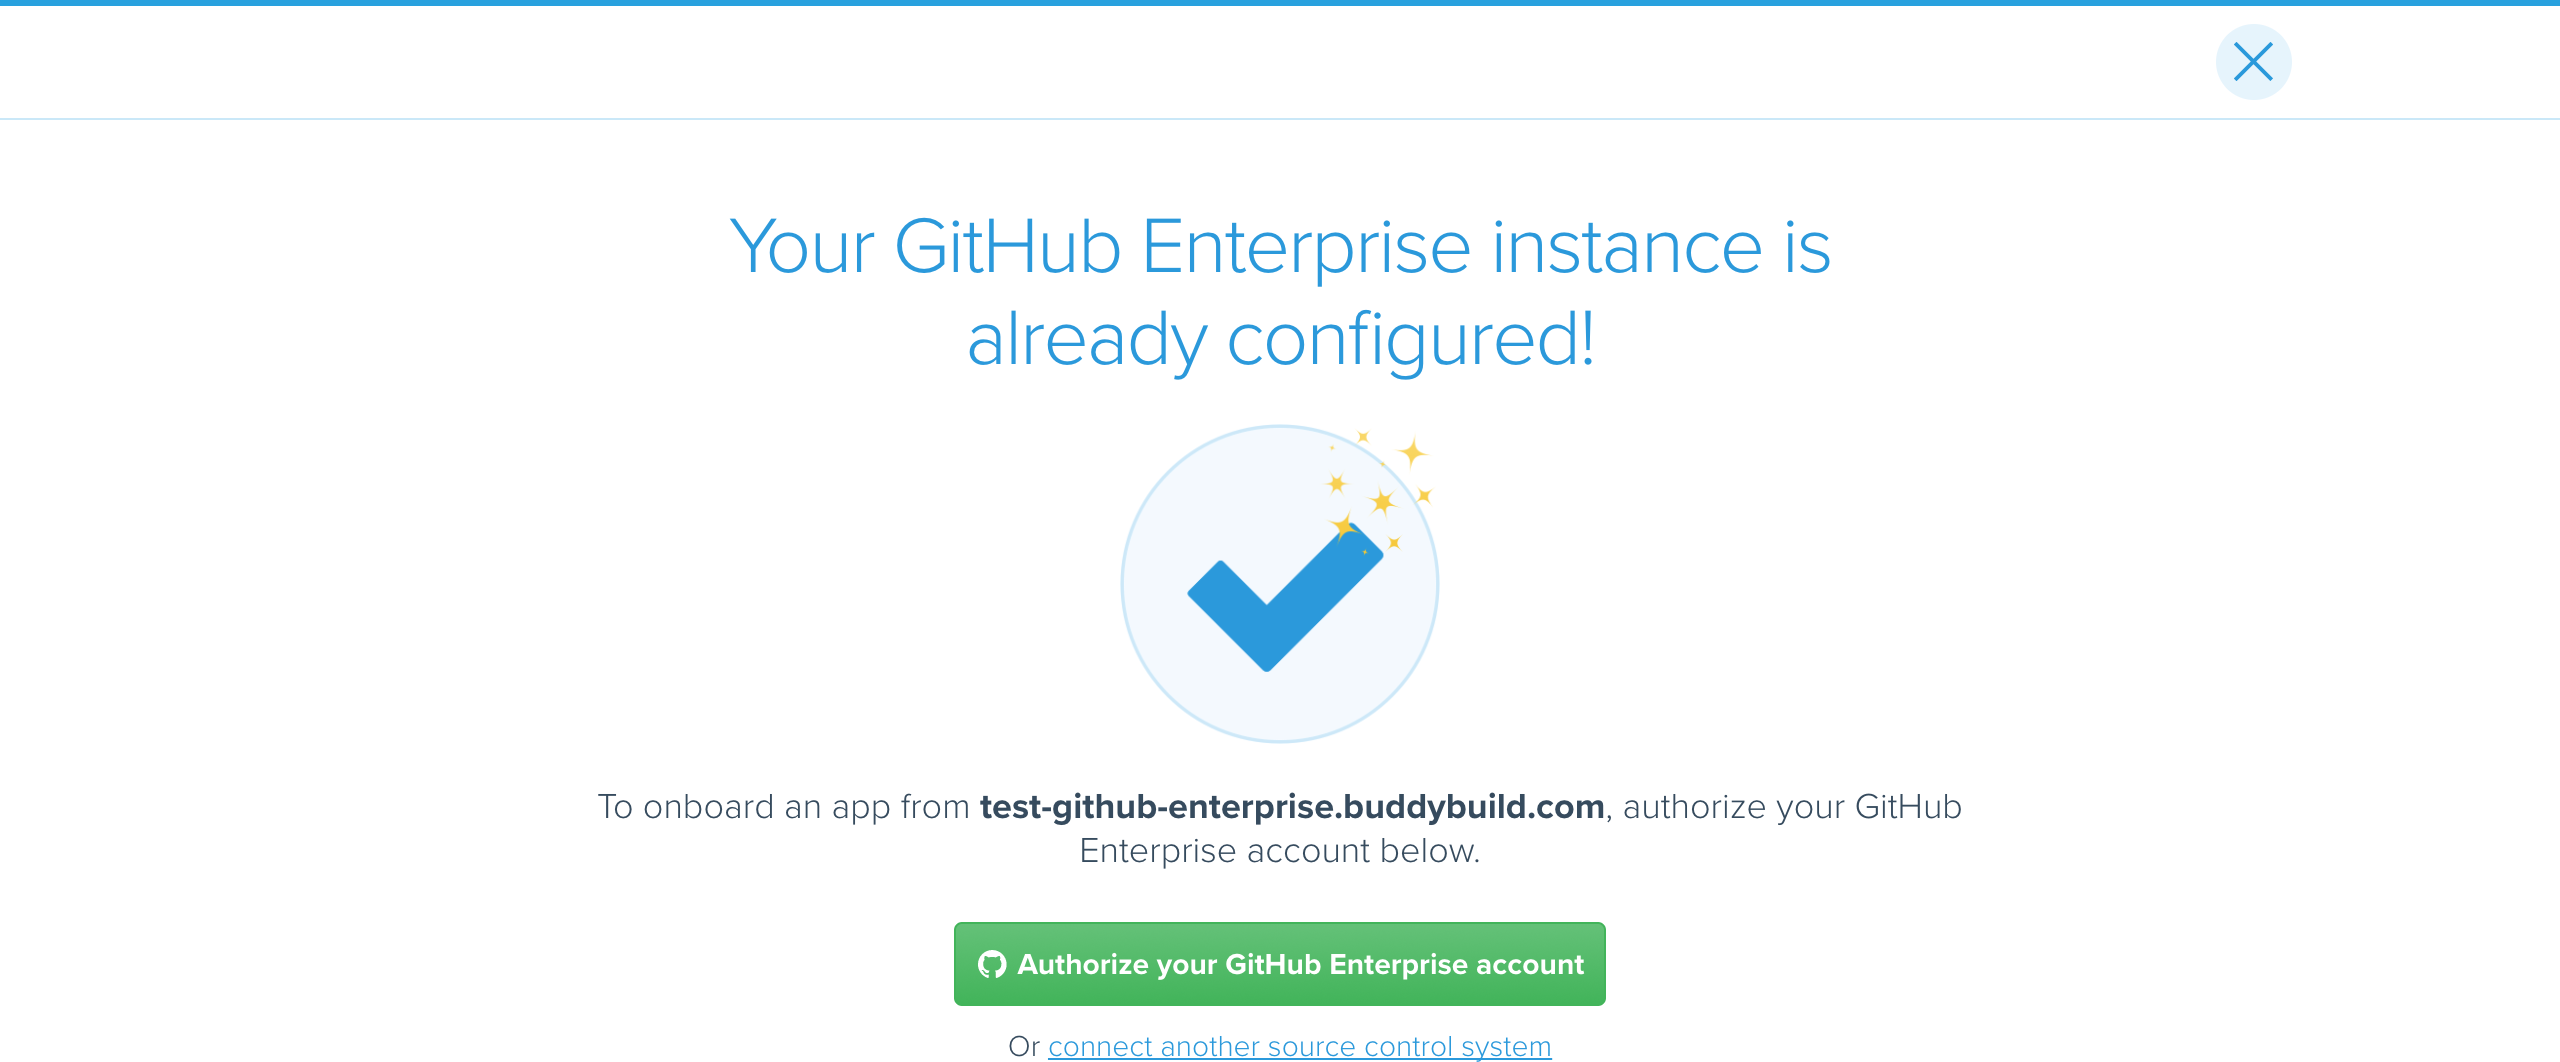 Your GitHub Enterprise instance is
already configured!
To onboard an app from test-github-enterprise.buddybuild.com, authorize your GitHub
Enterprise account below.
Authorize your GitHub Enterprise account
Or connect another source control system